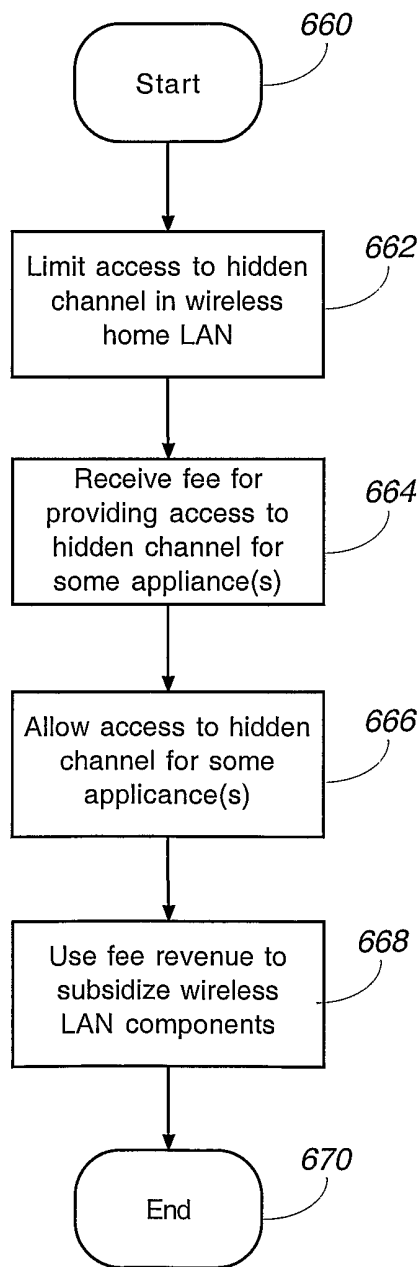 660
Start
Limit access to hidden
channel in wireless
home LAN
662
Receive fee for
providing access to
hidden channel for
some appliance(s)
664
Allow access to hidden
channel for some
applicance(s)
666
Use fee revenue to
subsidize wireless
LAN components
668
670
End